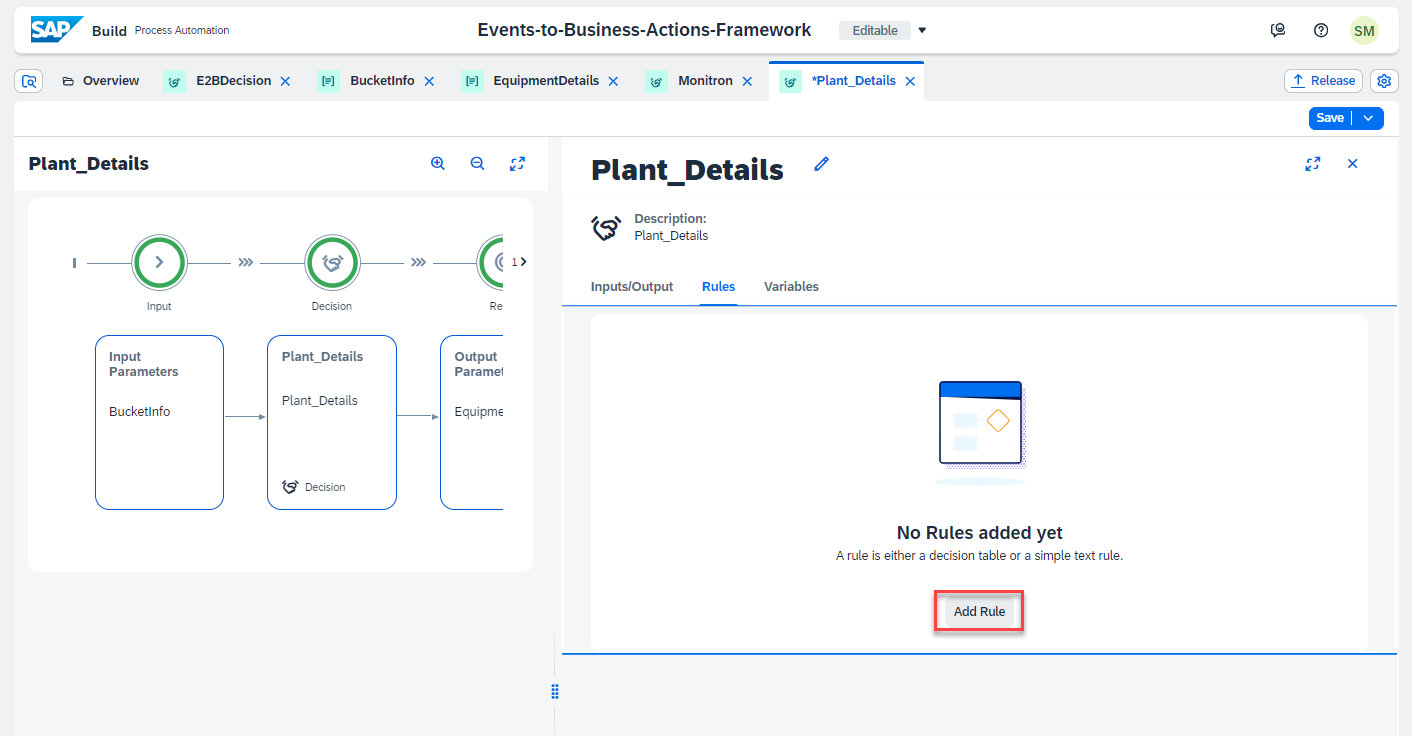 SAP Build Process Automation
Events-to-Business-Actions-Framework
Editable
SM
Overview
E2BDecision
BucketInfo
EquipmentDetails
Monitron
*Plant_Details
Release
Save
Plant_Details
Input
Decision
Re
1
Input
Parameters
BucketInfo
Plant_Details
Plant_Details
Decision
Output
Paramet
Equipme
Plant_Details
Description:
Plant_Details
Inputs/Output
Rules
Variables
No Rules added yet
A rule is either a decision table or a simple text rule.
Add Rule